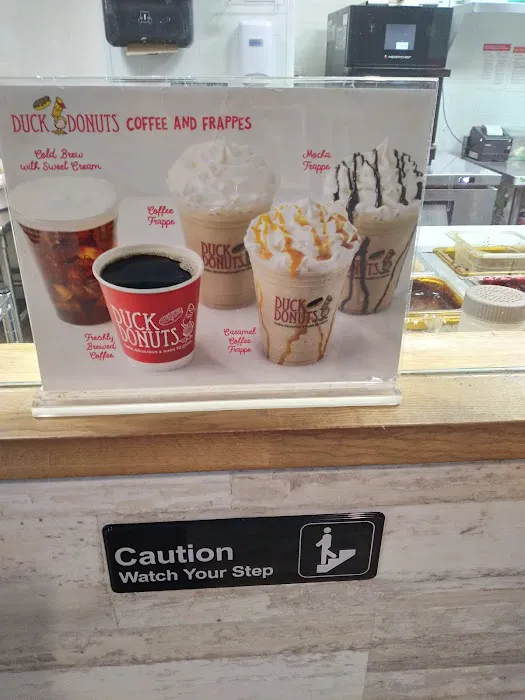 DUCK DONUTS COFFEE AND FRAPPES
Cold Brew
with Sweet Cream
Coffee
Frappe
Mocha
Frappe
DUCK
DONUTS
DUCK
DONUTS
DUCK
DONUTS
Freshly
Brewed
Coffee
Caramel
Coffee
Frappe
Caution
Watch Your Step